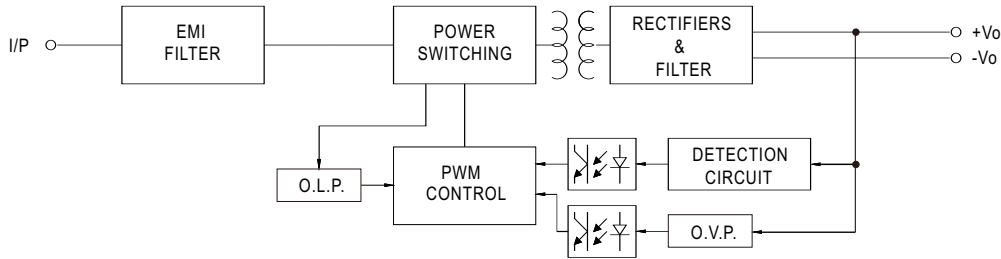 I/P
EMI
FILTER
POWER
SWITCHING
RECTIFIERS
&
FILTER
+Vo
-Vo
O.L.P.
PWM
CONTROL
DETECTION
CIRCUIT
O.V.P.